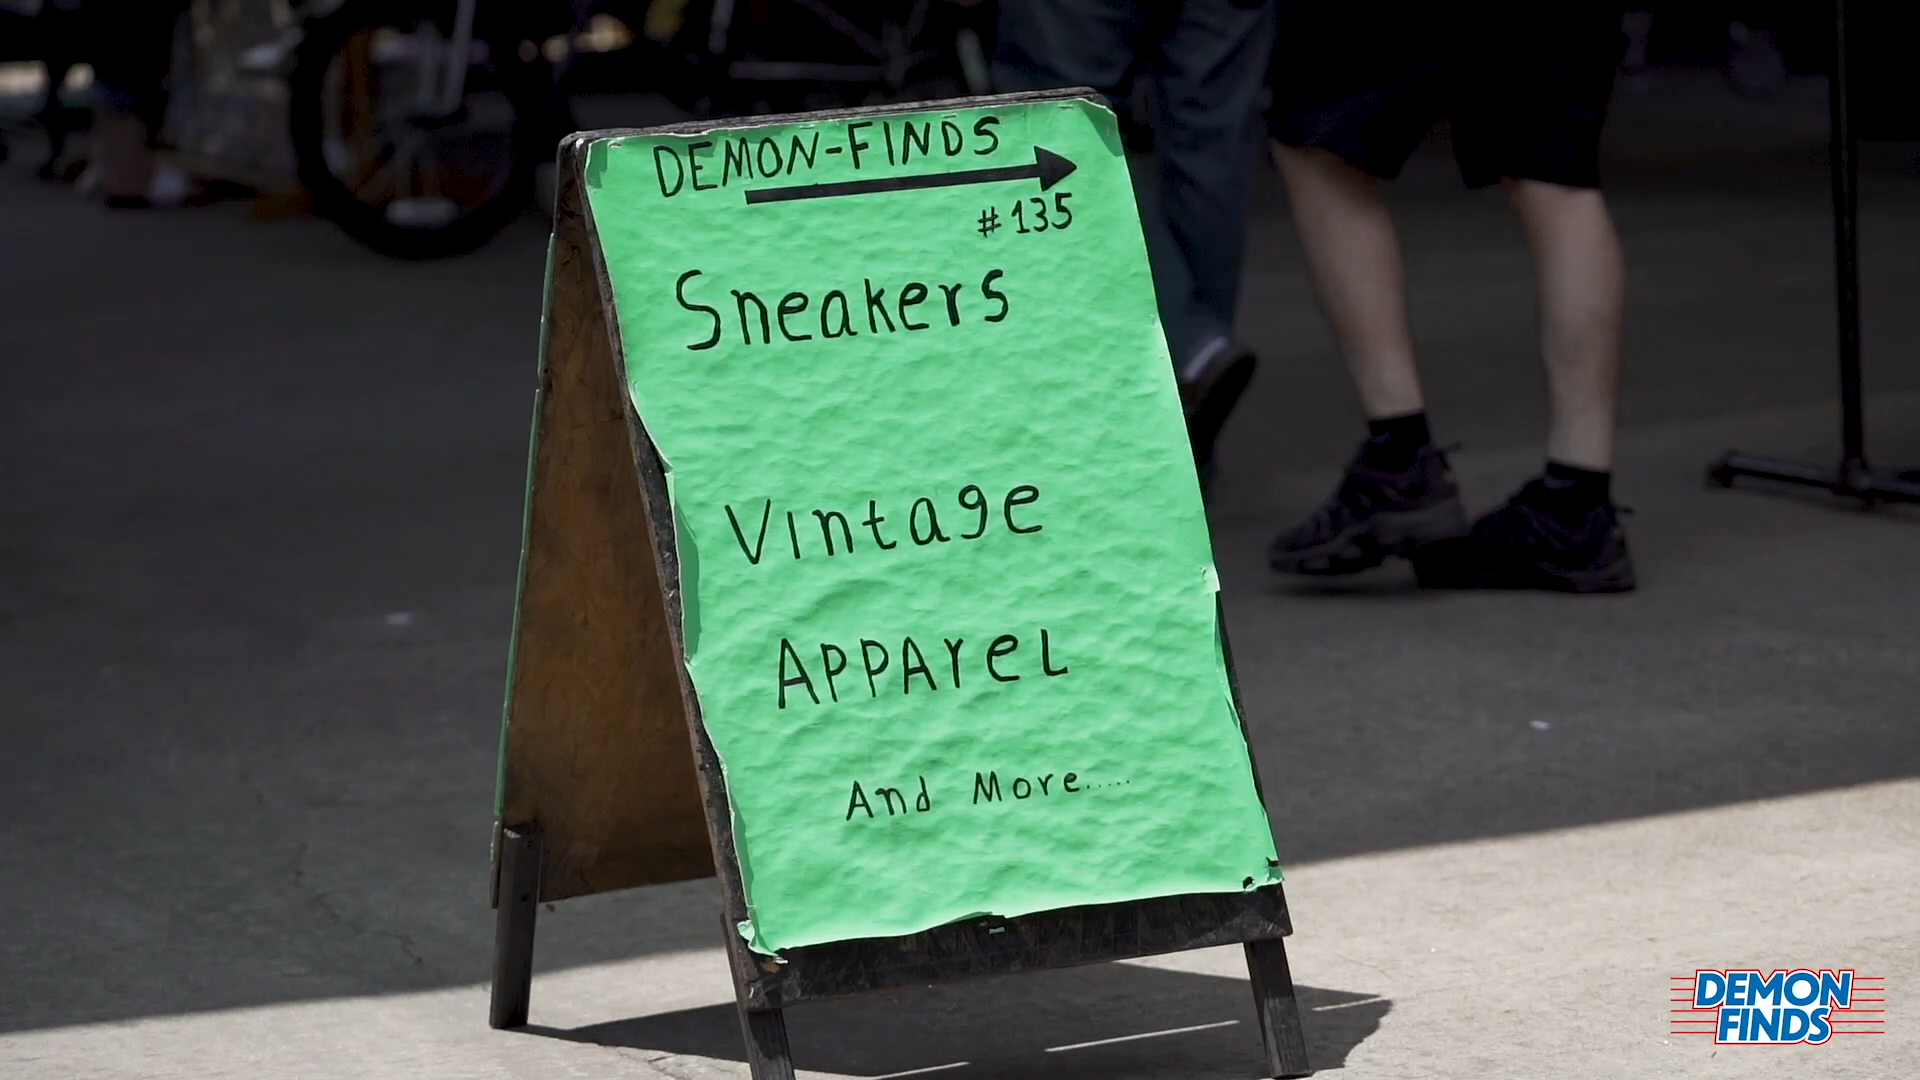 DEMON-FINDS
#135
Sneakers
Vintage
APPArel
And More.....
DEMON
FINDS